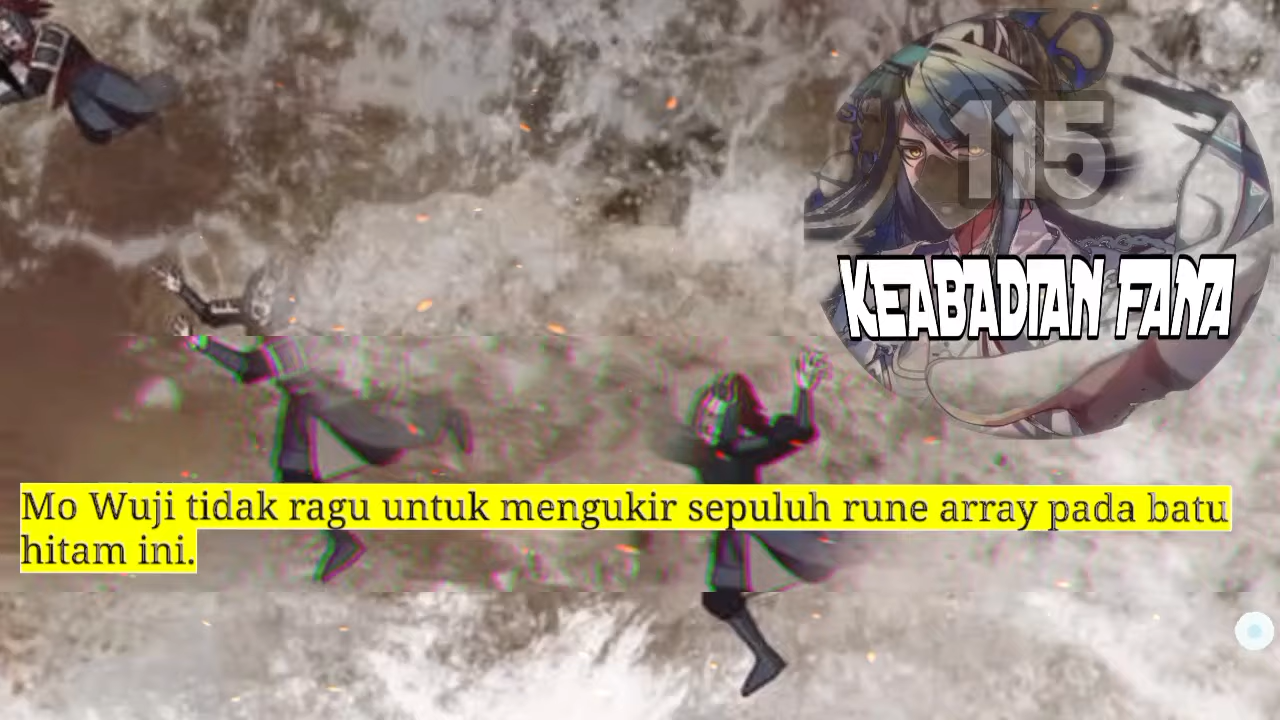 115
KEABADIAN FANA
Mo Wuji tidak ragu untuk mengukir sepuluh rune array pada batu
hitam ini.